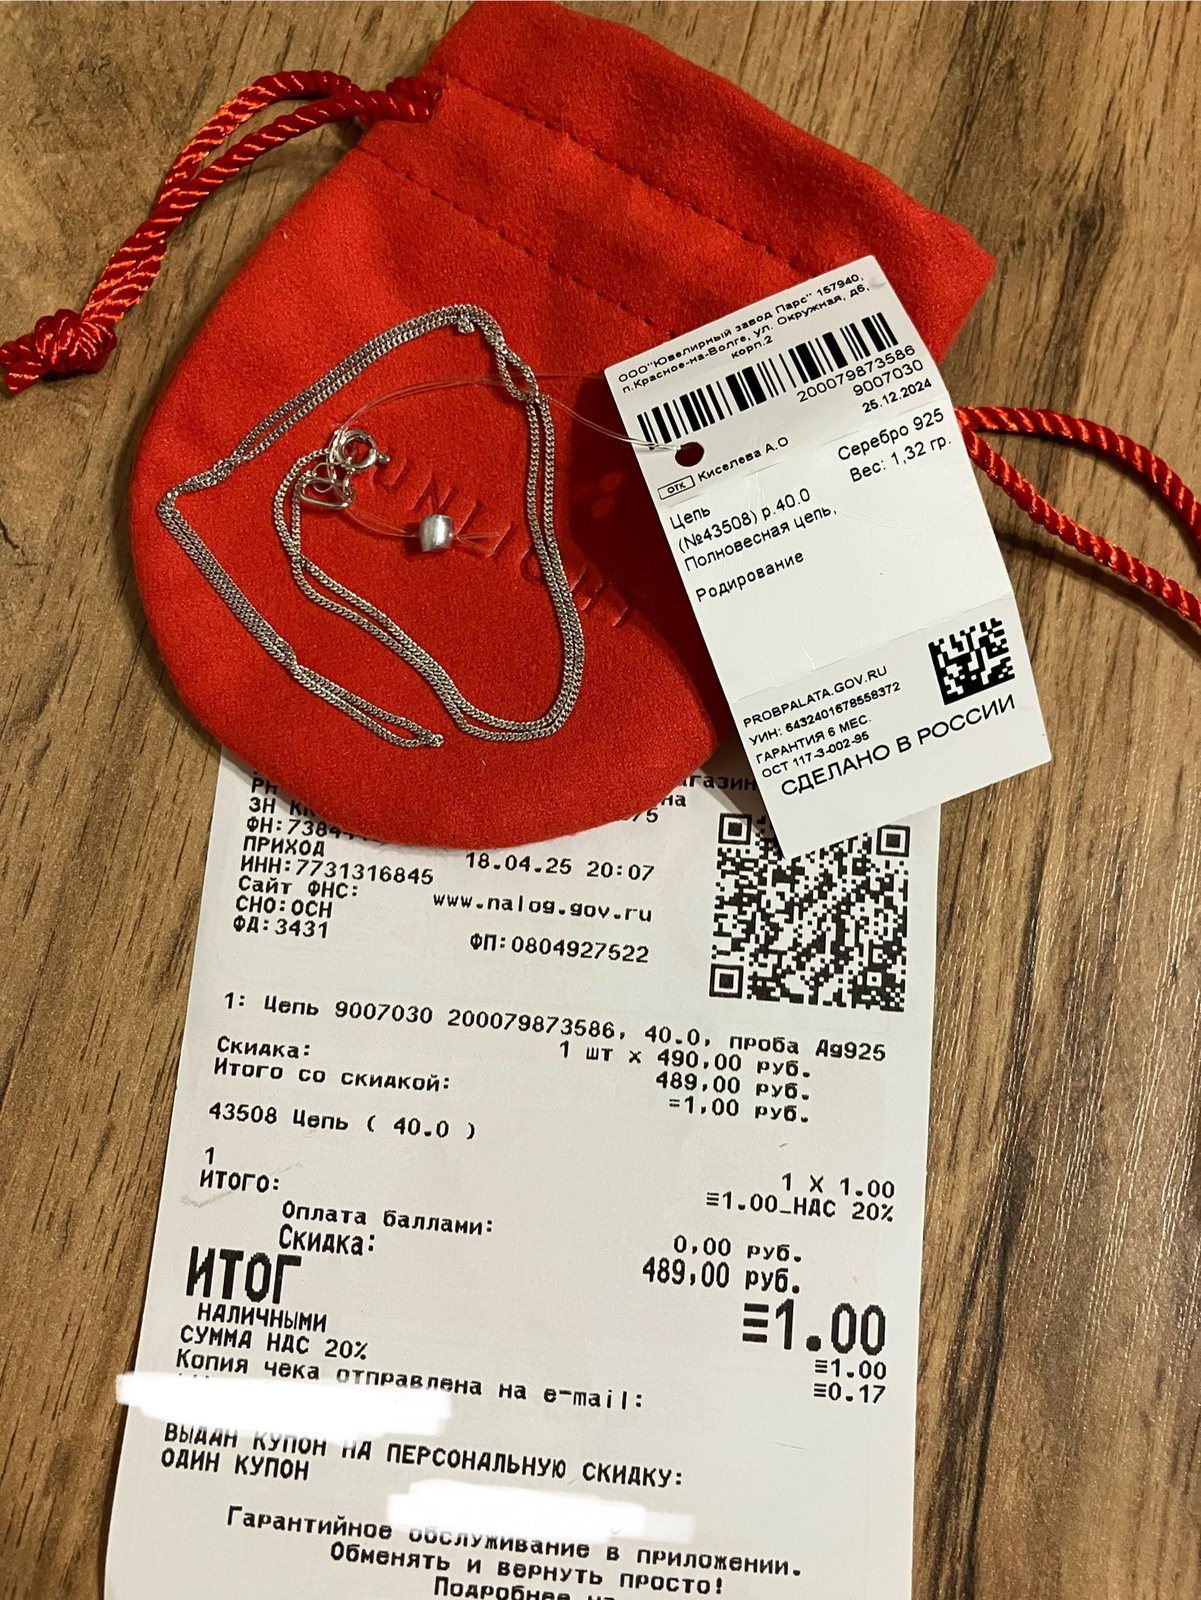 ООО"Ювелирный завод Парс" 157940,
п.Красное-на-Волге, ул. Окружная, д6,
корп.2
200079873586
9007030
25.12.2024
ОТК Киселева А.О
Серебро 925
Вес: 1,32 гр.
Цепь
(№43508) р.40.0
Полновесная цепь,
Родирование
PROBPALATA.GOV.RU
УИН: 6432401678558372
ГАРАНТИЯ 6 МЕС.
ОСТ 117-3-002-95
СДЕЛАНО В РОССИИ
SUNLIGHT
РН
ЗН
ПРИХОД 18.04.25 20:07
ИНН:7731316845
Сайт ФНС: www.nalog.gov.ru
СНО:ОСН
ФД:3431 ФП:0804927522
1: Цепь 9007030 200079873586, 40.0, проба Ag925
1 шт x 490,00 руб.
Скидка: 489,00 руб.
Итого со скидкой: =1,00 руб.
43508 Цепь ( 40.0 )
1 1 X 1.00
ИТОГО: ≡1.00_НДС 20%
Оплата баллами: 0,00 руб.
Скидка: 489,00 руб.
ИТОГ ≡1.00
НАЛИЧНЫМИ ≡1.00
СУММА НДС 20% ≡0.17
Копия чека отправлена на e-mail:
ВЫДАН КУПОН НА ПЕРСОНАЛЬНУЮ СКИДКУ:
ОДИН КУПОН
Гарантийное обслуживание в приложении.
Обменять и вернуть просто!
Подробнее